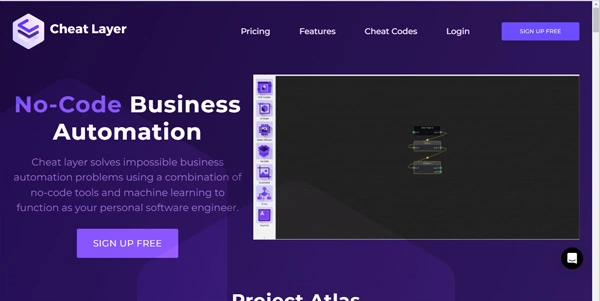 Cheat Layer
Pricing
Features
Cheat Codes
Login
SIGN UP FREE
No-Code Business
Automation
Cheat layer solves impossible business
automation problems using a combination of
no-code tools and machine learning to
function as your personal software engineer.
SIGN UP FREE
Project Atlas